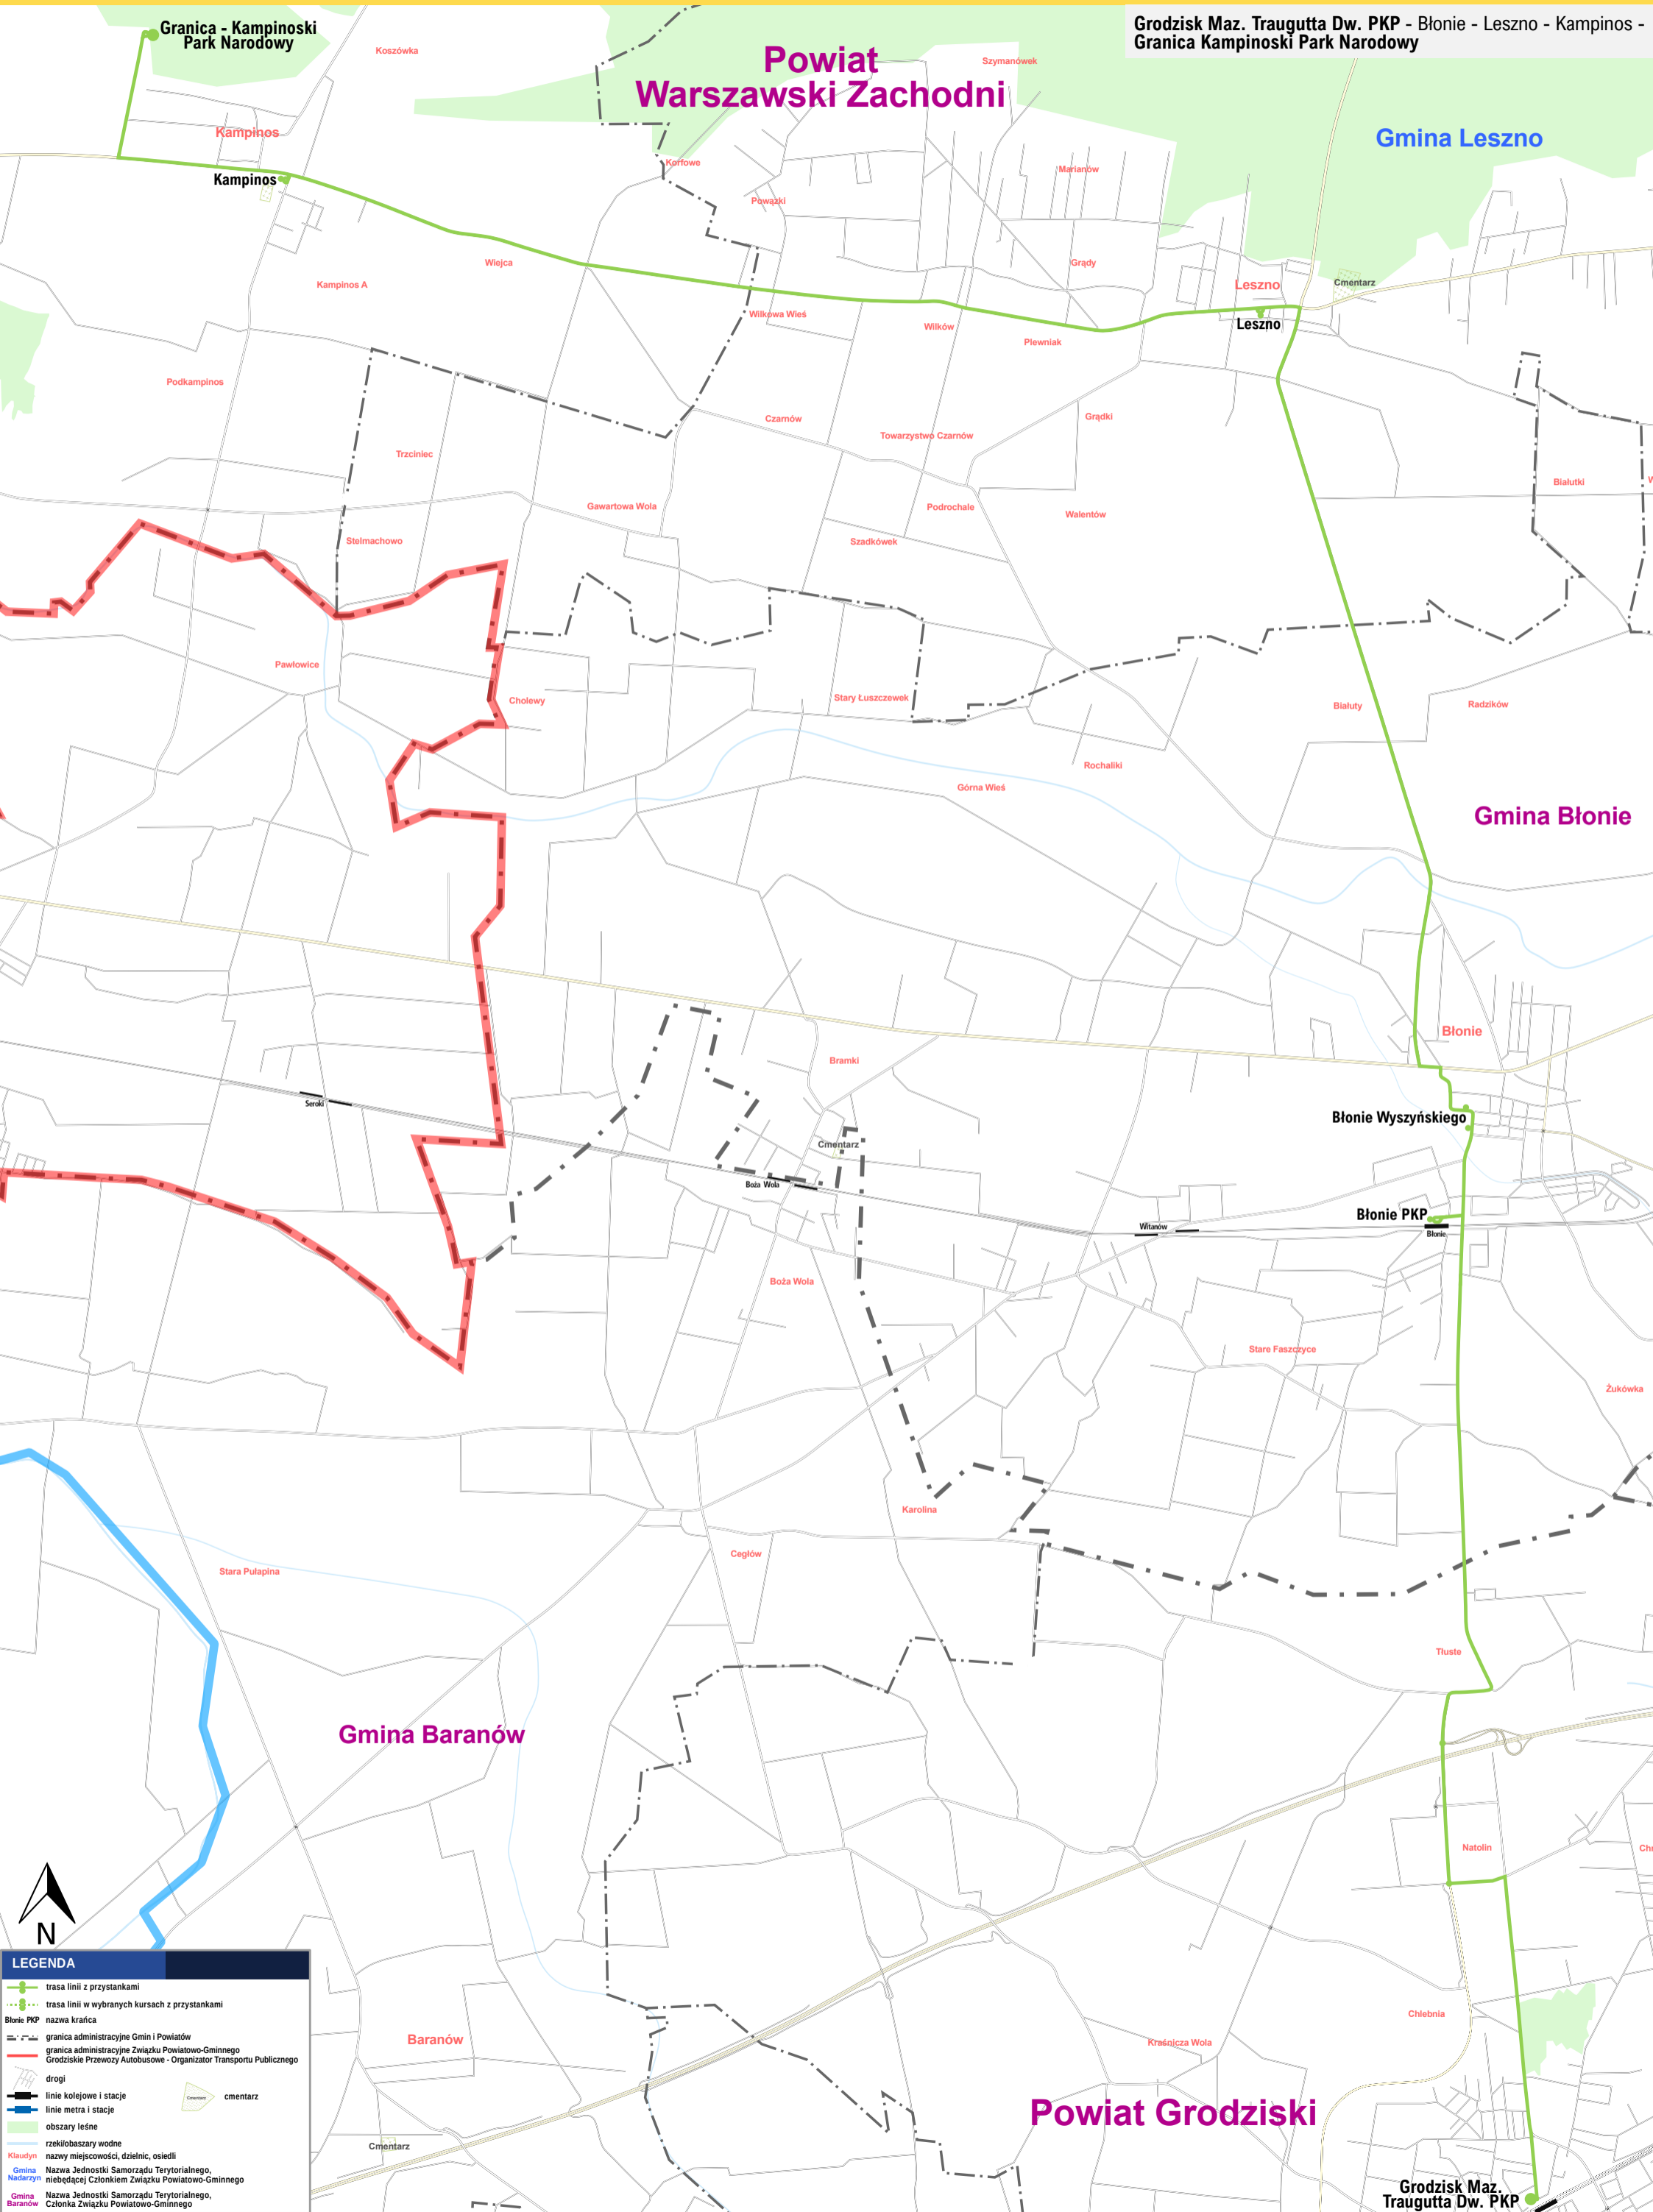 Grodzisk Maz. Traugutta Dw. PKP - Błonie - Leszno - Kampinos -
Granica Kampinoski Park Narodowy
Granica - Kampinoski
Park Narodowy
Koszówka
Powiat
Warszawski Zachodni
Szymanówek
Gmina Leszno
Kampinos
Korfowe
Marianów
Kampinos
Powązki
Wiejca
Grądy
Kampinos A
Leszno
Cmentarz
Wilkowa Wieś
Wilków
Leszno
Plewniak
Podkampinos
Czarnów
Grądki
Towarzystwo Czarnów
Trzciniec
Białutki
W
Gawartowa Wola
Podrochale
Walentów
Stelmachowo
Szadkówek
Pawłowice
Cholewy
Stary Łuszczewek
Białuty
Radzików
Rochaliki
Górna Wieś
Gmina Błonie
Błonie
Bramki
Seroki
Błonie Wyszyńskiego
Cmentarz
Boża Wola
Błonie PKP
Witanów
Błonie
Boża Wola
Stare Faszczyce
Żukówka
Karolina
Cegłów
Stara Pułapina
Tłuste
Gmina Baranów
Natolin
Chr
N
Chlebnia
Baranów
Kraśnicza Wola
Powiat Grodziski
Cmentarz
Grodzisk Maz.
Traugutta Dw. PKP
LEGENDA
trasa linii z przystankami
trasa linii w wybranych kursach z przystankami
Błonie PKP nazwa krańca
granica administracyjne Gmin i Powiatów
granica administracyjne Związku Powiatowo-Gminnego
Grodziskie Przewozy Autobusowe - Organizator Transportu Publicznego
drogi
linie kolejowe i stacje
Cmentarz cmentarz
linie metra i stacje
obszary leśne
rzeki/obaszary wodne
Klaudyn nazwy miejscowości, dzielnic, osiedli
Gmina
Nadarzyn
Nazwa Jednostki Samorządu Terytorialnego,
niebędącej Członkiem Związku Powiatowo-Gminnego
Gmina
Baranów
Nazwa Jednostki Samorządu Terytorialnego,
Członka Związku Powiatowo-Gminnego